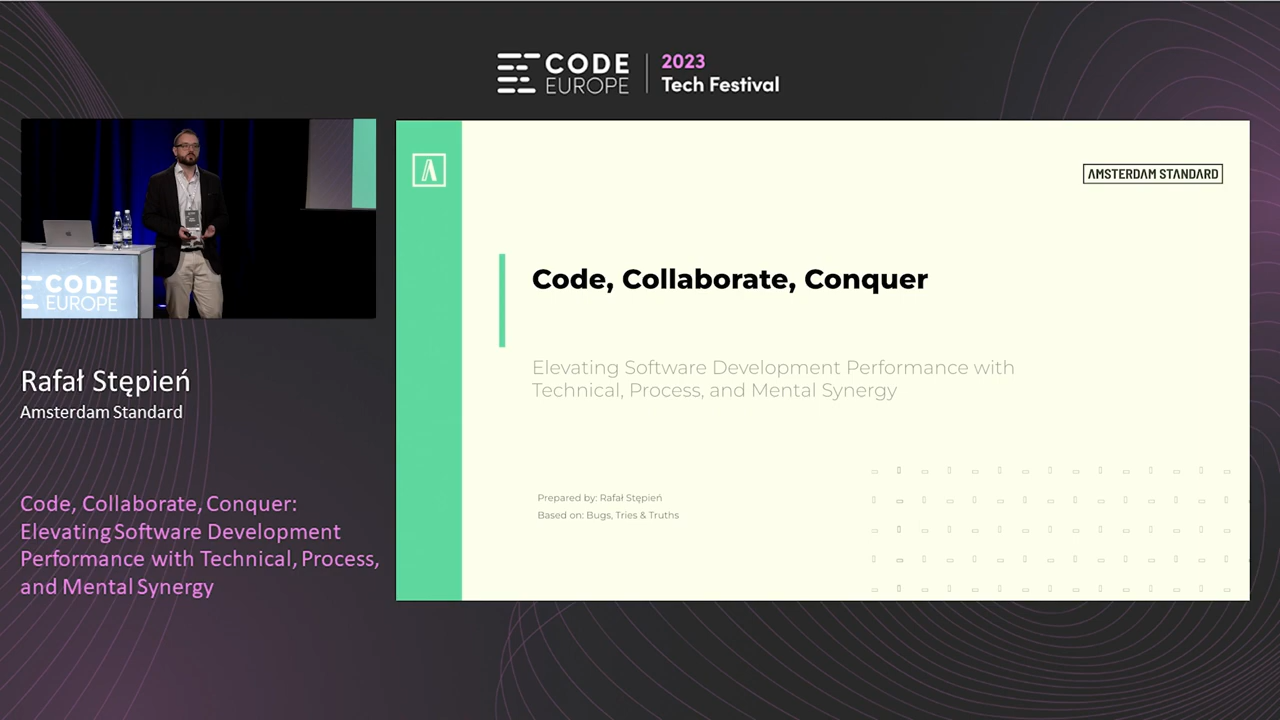 CODE
EUROPE
2023
Tech Festival
CODE
EUROPE
AMSTERDAM STANDARD
Code, Collaborate, Conquer
Elevating Software Development Performance with
Technical, Process, and Mental Synergy
Prepared by: Rafał Stępień
Based on: Bugs, Tries & Truths
Rafał Stępień
Amsterdam Standard
Code, Collaborate, Conquer:
Elevating Software Development
Performance with Technical, Process,
and Mental Synergy